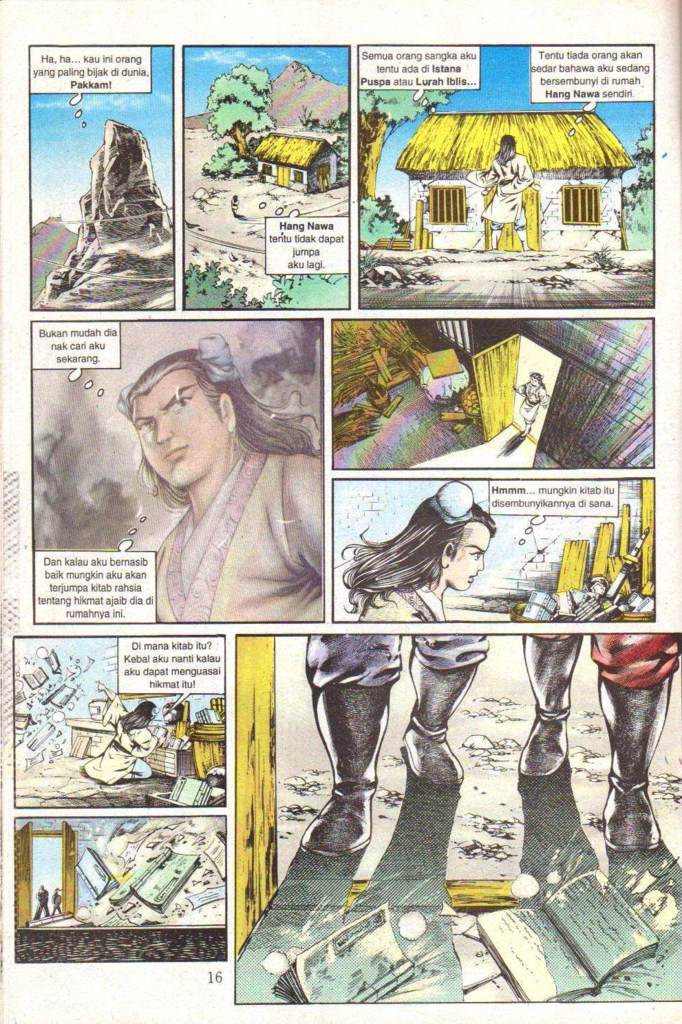 Ha, ha... kau ini orang
yang paling bijak di dunia,
Pakkam!
Hang Nawa
tentu tidak dapat
jumpa
aku lagi.
Semua orang sangka aku
tentu ada di Istana
Puspa atau Lurah Iblis...
Tentu tiada orang akan
sedar bahawa aku sedang
bersembunyi di rumah
Hang Nawa sendiri.
Bukan mudah dia
nak cari aku
sekarang.
Dan kalau aku bernasib
baik mungkin aku akan
terjumpa kitab rahsia
tentang hikmat ajaib dia di
rumahnya ini.
Hmmm... mungkin kitab itu
disembunyikannya di sana.
Di mana kitab itu?
Kebal aku nanti kalau
aku dapat menguasai
hikmat itu!
16